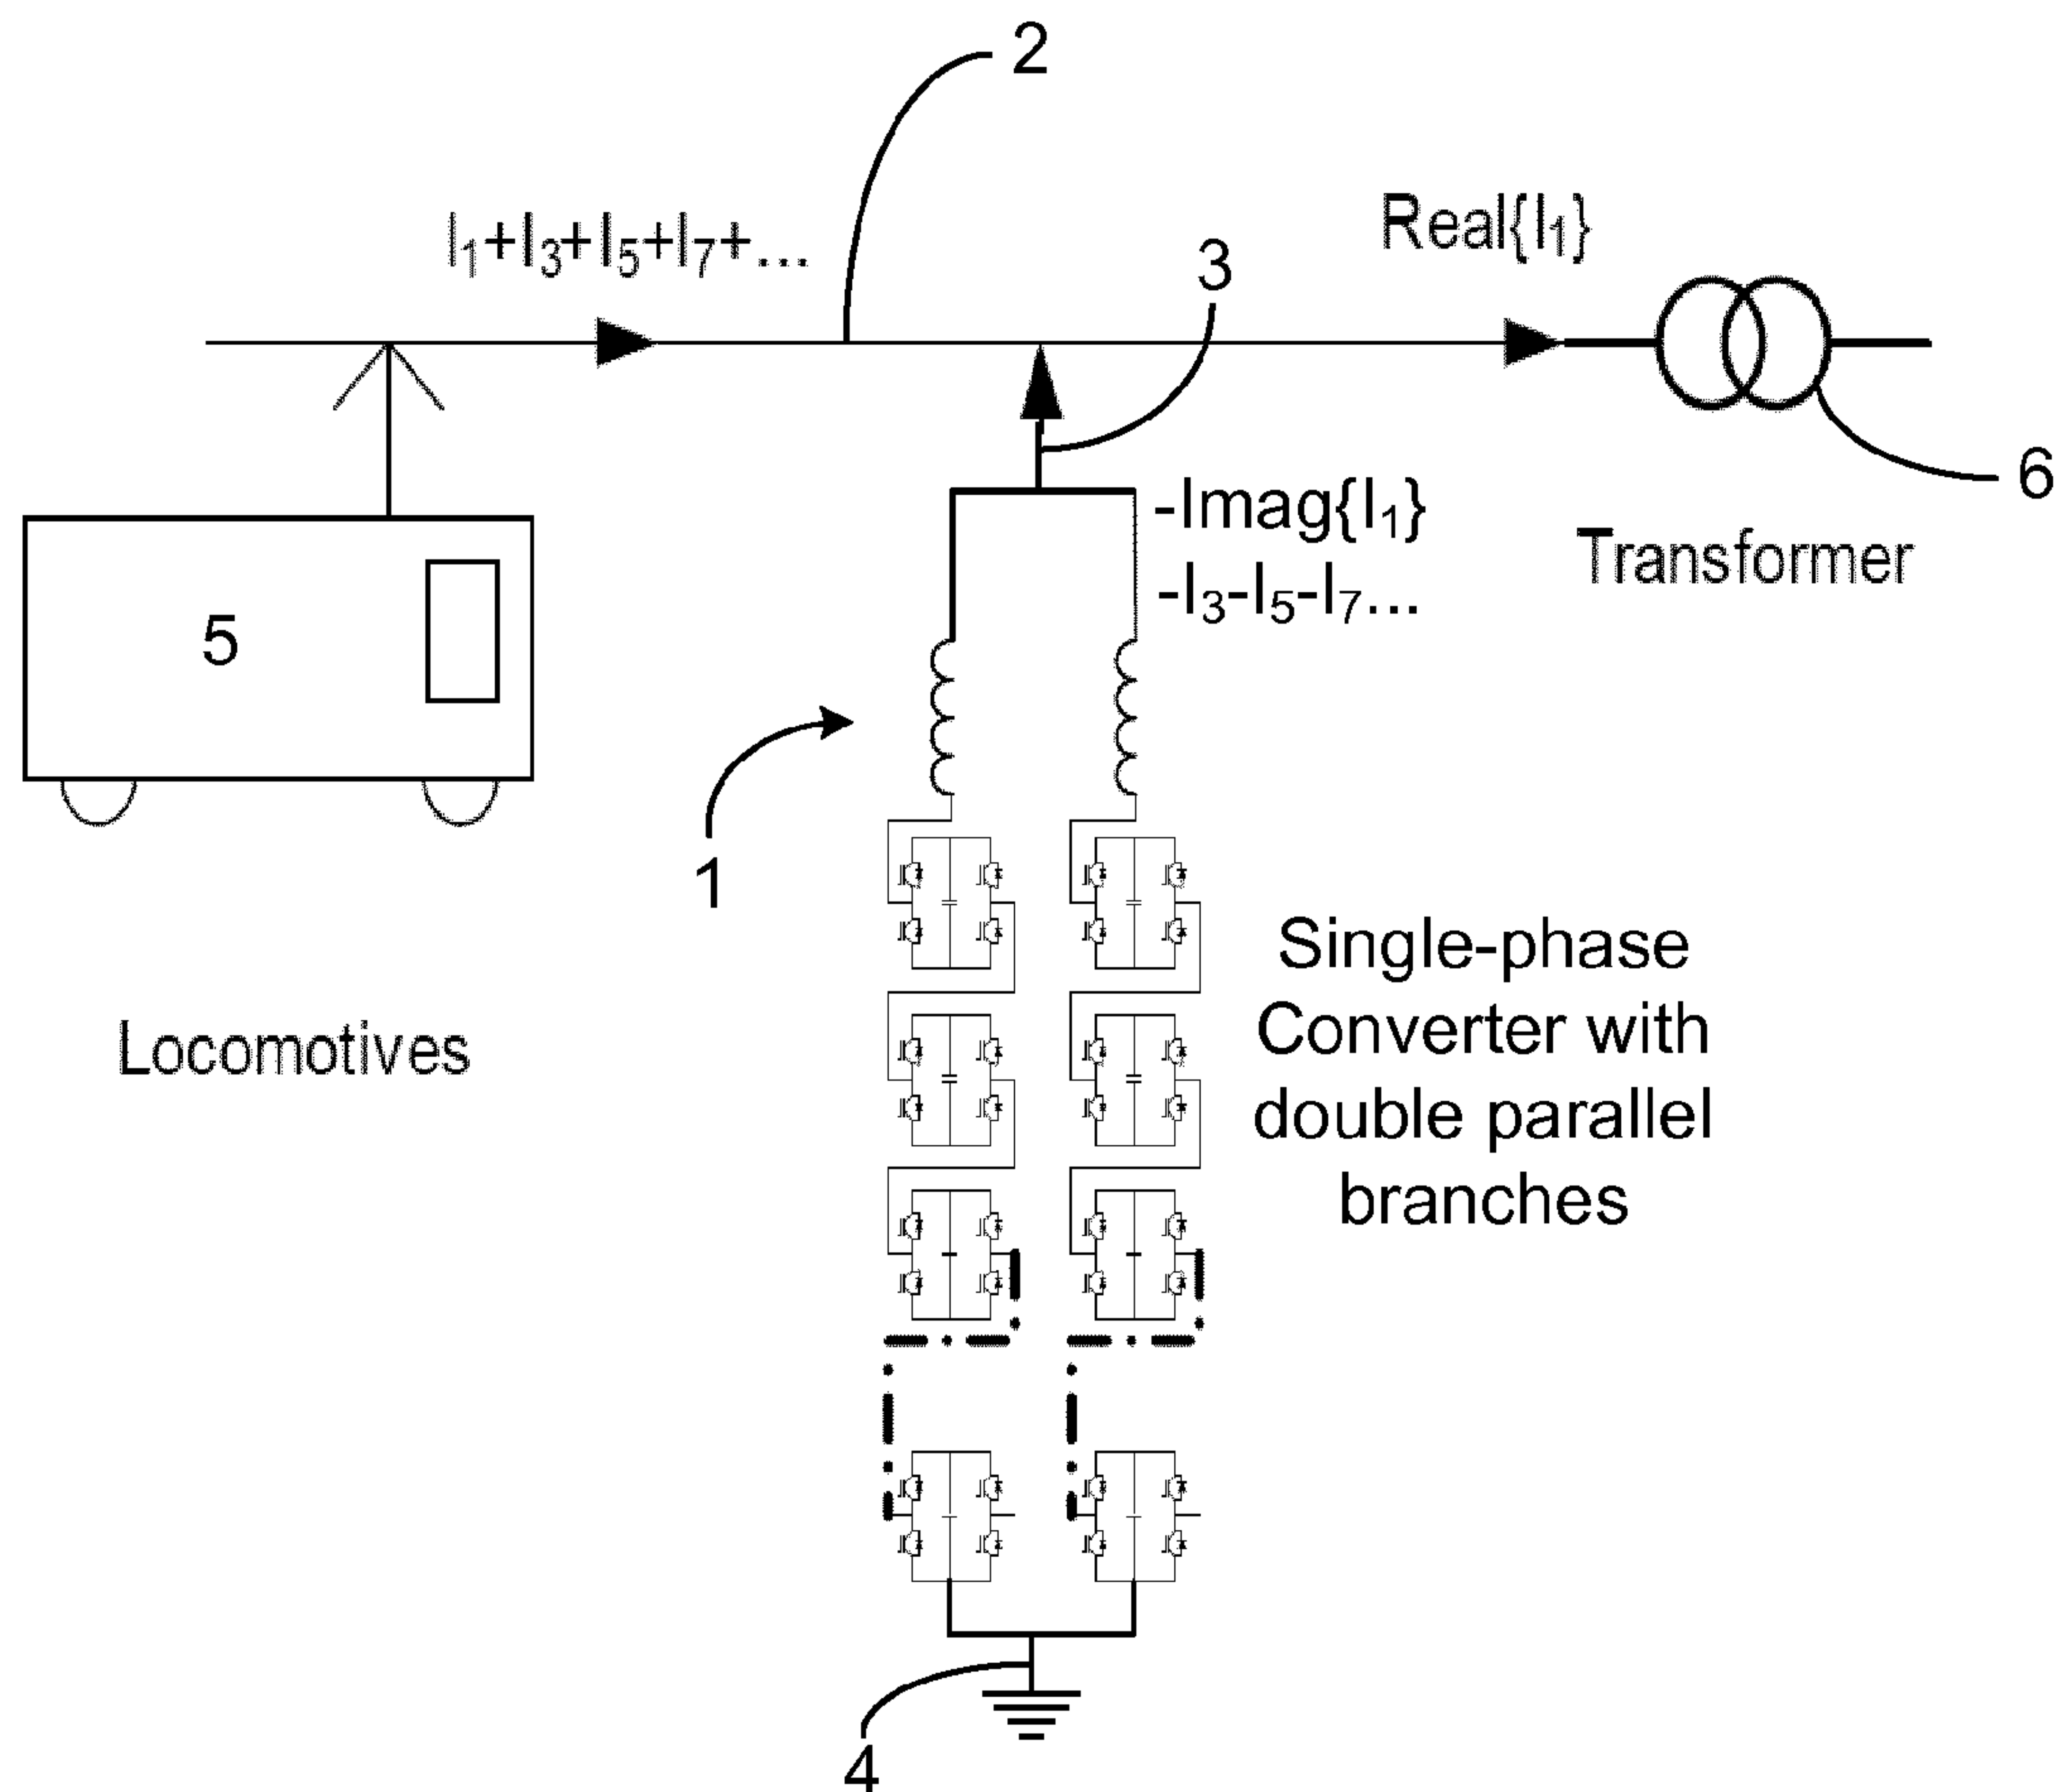 2
I₁+I₃+I₅+I₇+...
3
Real{I₁}
6
-Imag{I₁}
-I₃-I₅-I₇...
Transformer
5
1
Locomotives
Single-phase
Converter with
double parallel
branches
4